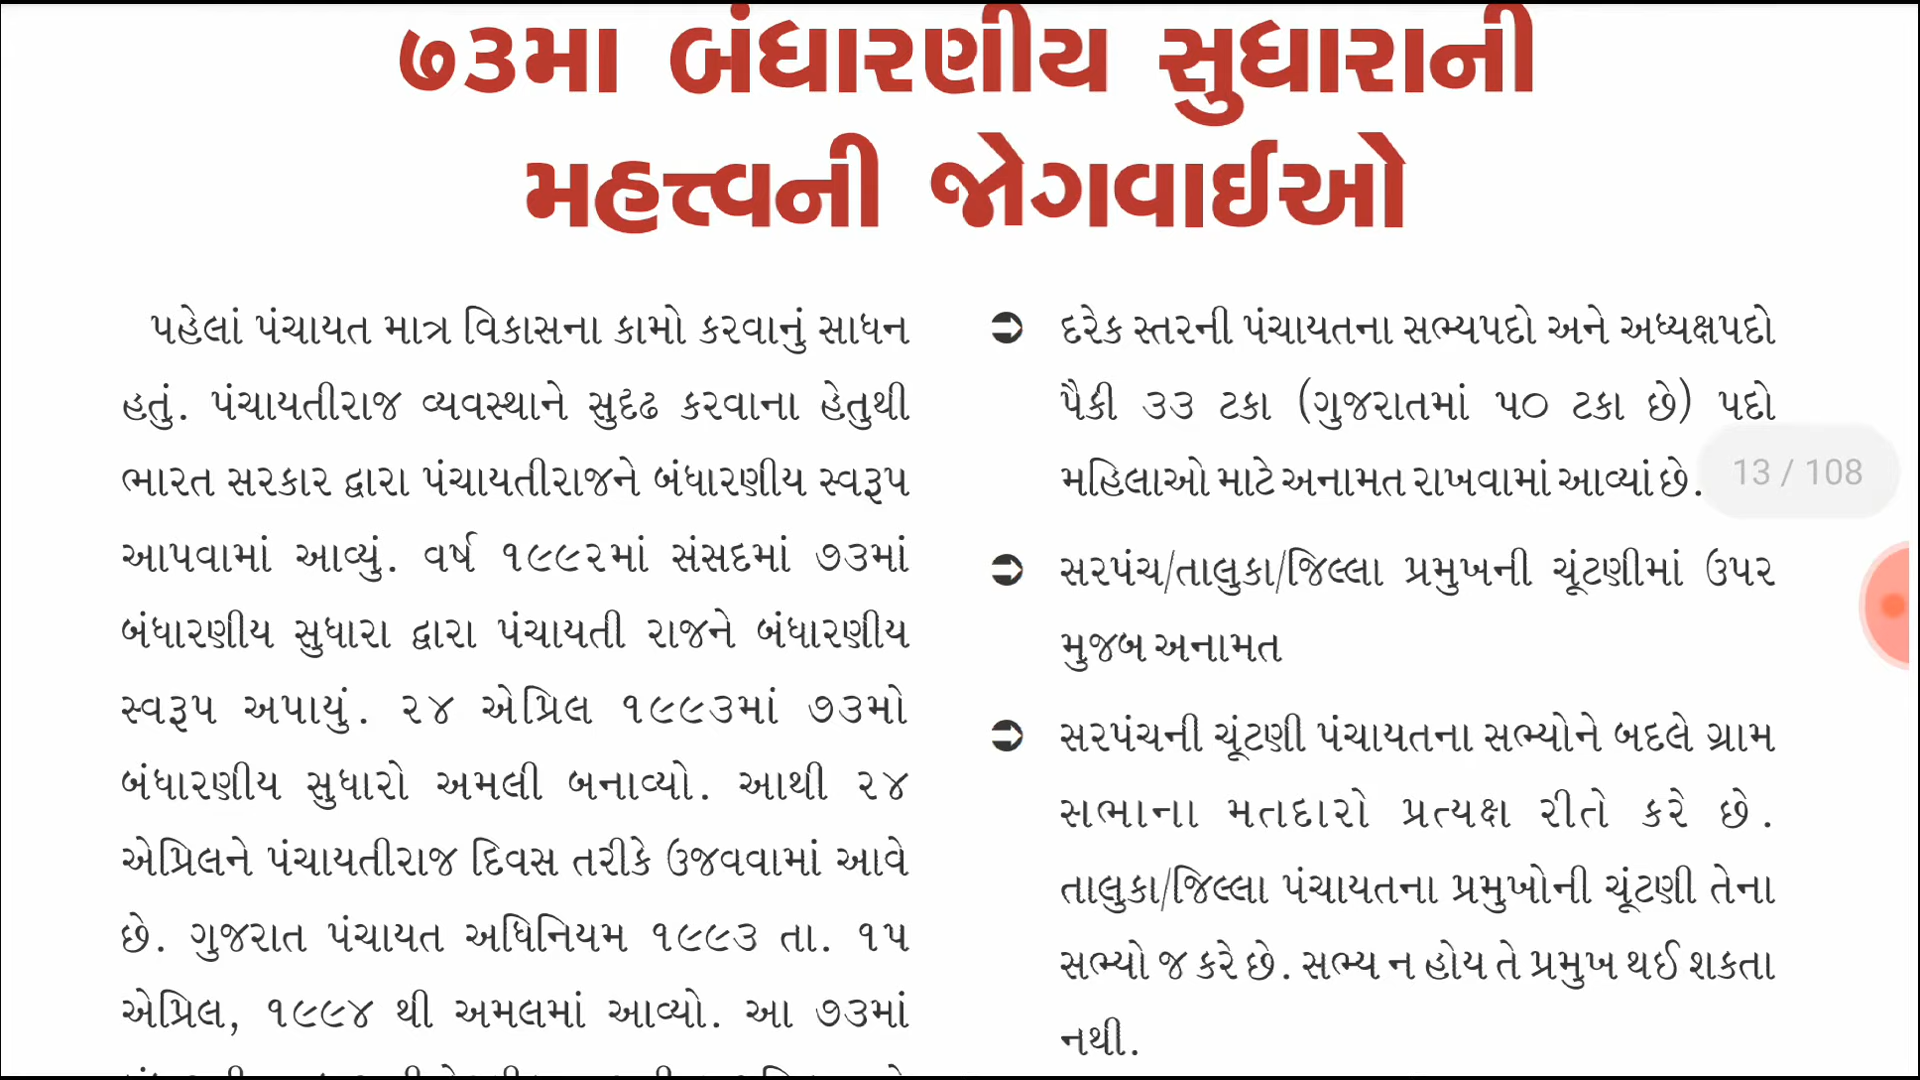 ૭૩મા બંધારણીય સુધારાની
મહત્ત્વની જોગવાઈઓ
પહેલાં પંચાયત માત્ર વિકાસના કામો કરવાનું સાધન
હતું. પંચાયતીરાજ વ્યવસ્થાને સુદૃઢ કરવાના હેતુથી
ભારત સરકાર દ્વારા પંચાયતીરાજને બંધારણીય સ્વરૂપ
આપવામાં આવ્યું. વર્ષ ૧૯૯૨માં સંસદમાં ૭૩માં
બંધારણીય સુધારા દ્વારા પંચાયતી રાજને બંધારણીય
સ્વરૂપ અપાયું. ૨૪ એપ્રિલ ૧૯૯૩માં ૭૩મો
બંધારણીય સુધારો અમલી બનાવ્યો. આથી ૨૪
એપ્રિલને પંચાયતીરાજ દિવસ તરીકે ઉજવવામાં આવે
છે. ગુજરાત પંચાયત અધિનિયમ ૧૯૯૩ તા. ૧૫
એપ્રિલ, ૧૯૯૪ થી અમલમાં આવ્યો. આ ૭૩માં
➲ દરેક સ્તરની પંચાયતના સભ્યપદો અને અધ્યક્ષપદો
પૈકી ૩૩ ટકા (ગુજરાતમાં ૫૦ ટકા છે) પદો
મહિલાઓ માટે અનામત રાખવામાં આવ્યાં છે.
➲ સરપંચ/તાલુકા/જિલ્લા પ્રમુખની ચૂંટણીમાં ઉપર
મુજબ અનામત
➲ સરપંચની ચૂંટણી પંચાયતના સભ્યોને બદલે ગ્રામ
સભાના મતદારો પ્રત્યક્ષ રીતે કરે છે.
તાલુકા/જિલ્લા પંચાયતના પ્રમુખોની ચૂંટણી તેના
સભ્યો જ કરે છે. સભ્ય ન હોય તે પ્રમુખ થઈ શકતા
નથી.
13 / 108